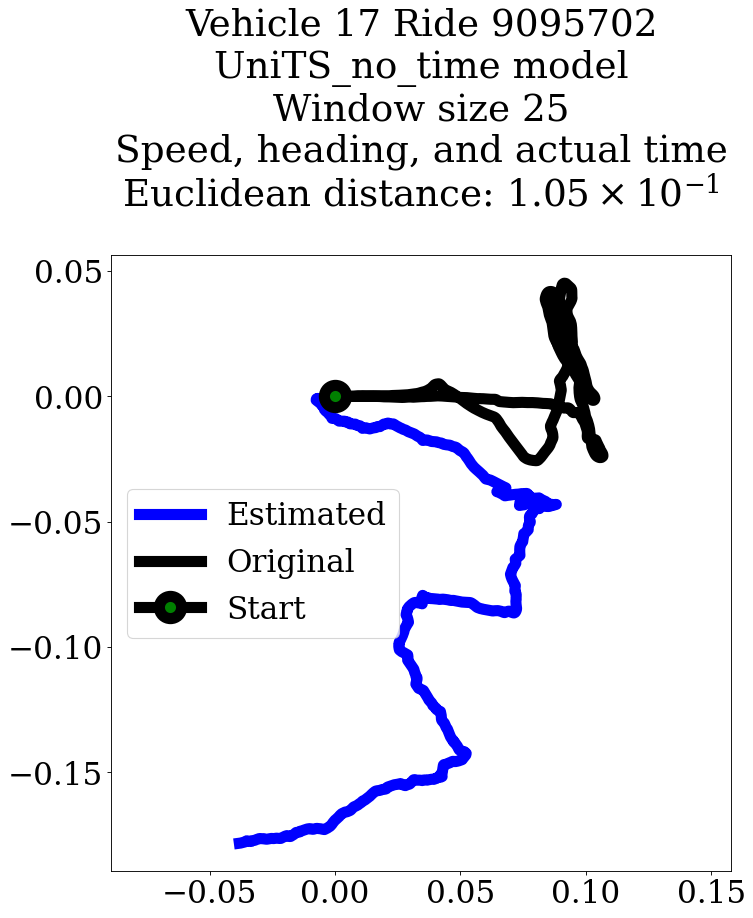 Vehicle 17 Ride 9095702
UniTS_no_time model
Window size 25
Speed, heading, and actual time
Euclidean distance: 1.05 × 10⁻¹
0.05
0.00
−0.05
−0.10
−0.15
Estimated
Original
Start
−0.05 0.00 0.05 0.10 0.15